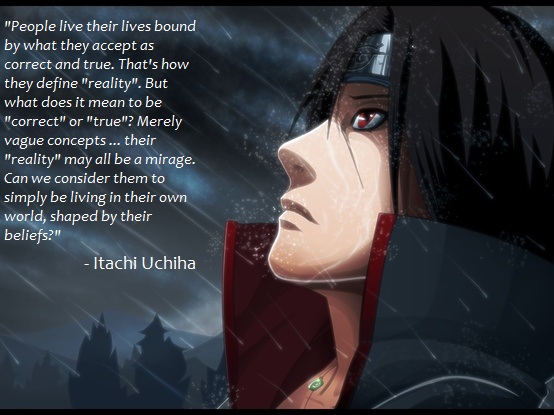 "People live their lives bound
by what they accept as
correct and true. That's how
they define "reality". But
what does it mean to be
"correct" or "true"? Merely
vague concepts ... their
"reality" may all be a mirage.
Can we consider them to
simply be living in their own
world, shaped by their
beliefs?"
- Itachi Uchiha